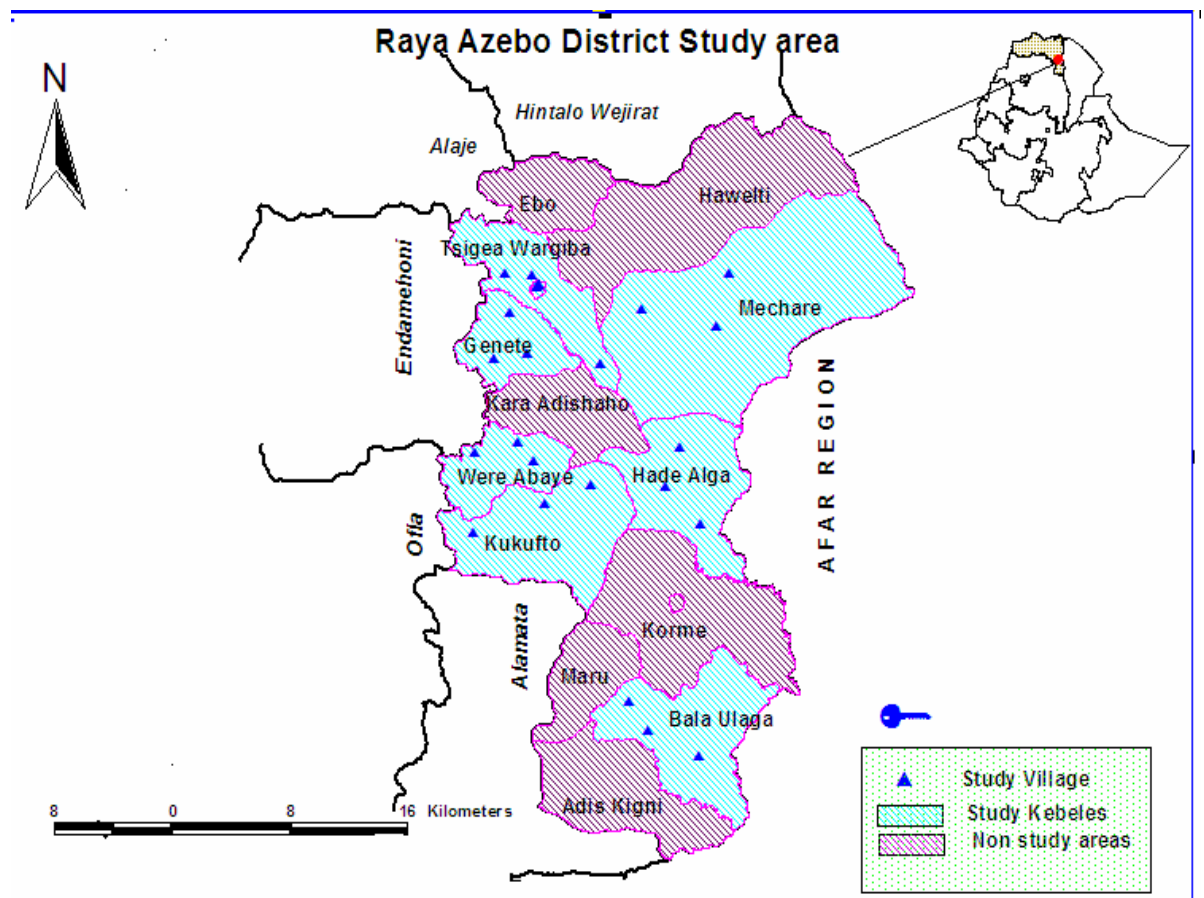 Raya Azebo District Study area
N
Hintalo Wejirat
Alaje
Ebo
Hawelti
Tsigea Wargiba
Endamehoni
Mechare
Genete
AFAR REGION
Kara Adishaho
Were Abaye
Hade Alga
Ofla
Kukufto
Alamata
Korme
Maru
Bala Ulaga
Adis Kigni
8 0 8 16 Kilometers
Study Village
Study Kebeles
Non study areas